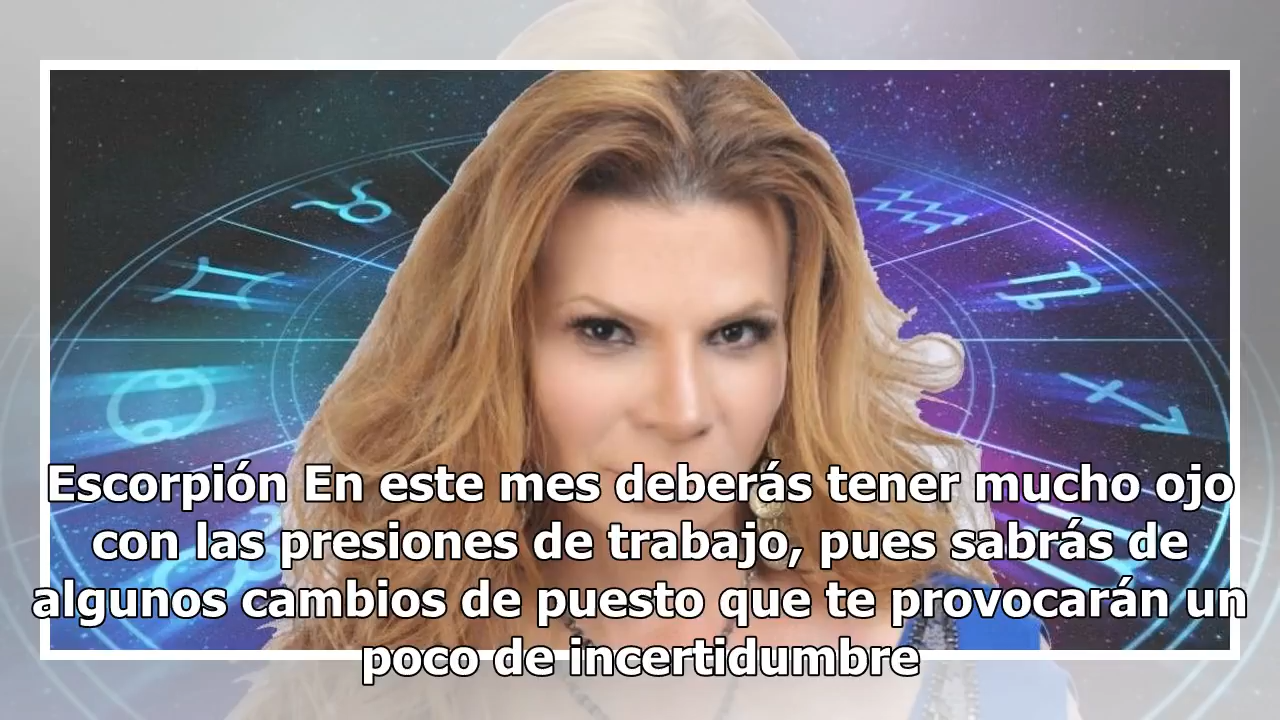 Escorpión En este mes deberás tener mucho ojo
con las presiones de trabajo, pues sabrás de
algunos cambios de puesto que te provocarán un
poco de incertidumbre